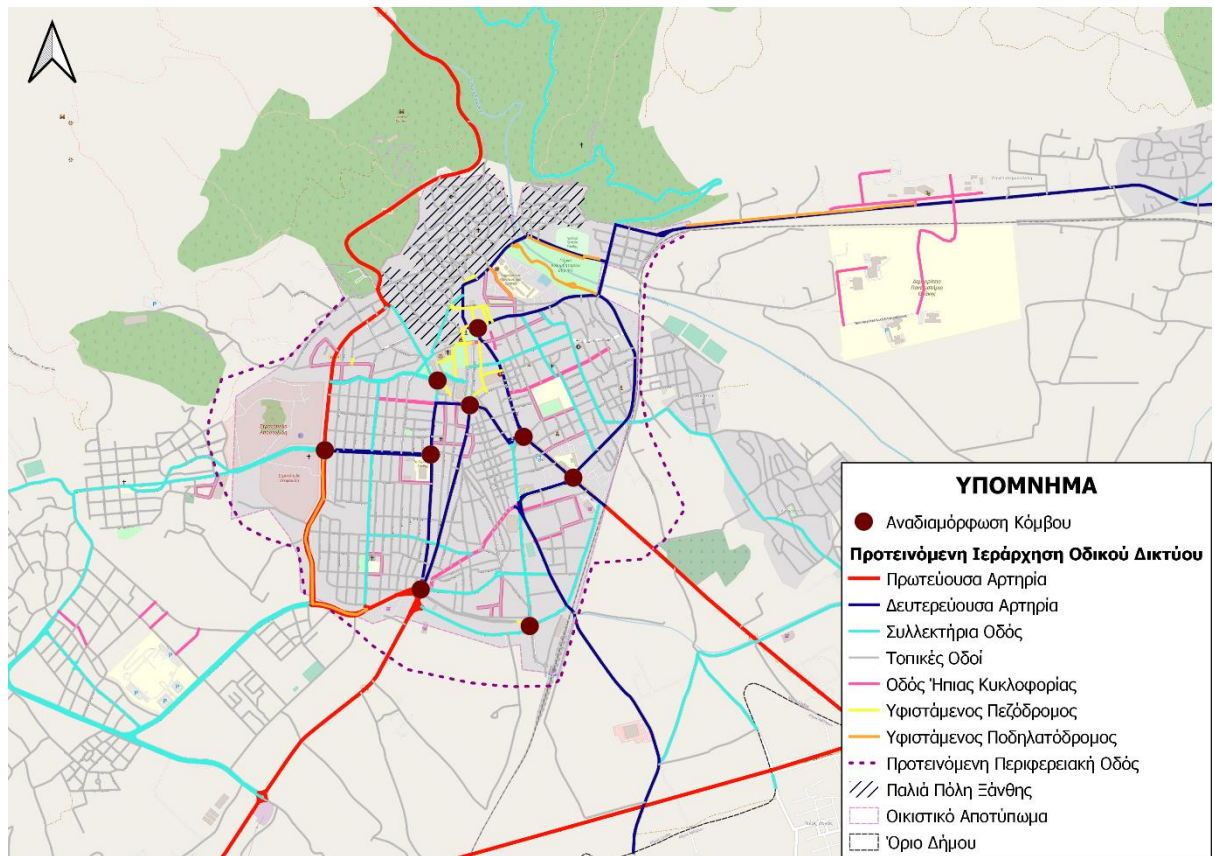 ΥΠΟΜΝΗΜΑ
Αναδιαμόρφωση Κόμβου
Προτεινόμενη Ιεράρχηση Οδικού Δικτύου
Πρωτεύουσα Αρτηρία
Δευτερεύουσα Αρτηρία
Συλλεκτήρια Οδός
Τοπικές Οδοί
Οδός Ήπιας Κυκλοφορίας
Υφιστάμενος Πεζόδρομος
Υφιστάμενος Ποδηλατόδρομος
Προτεινόμενη Περιφερειακή Οδός
Παλιά Πόλη Ξάνθης
Οικιστικό Αποτύπωμα
Όριο Δήμου